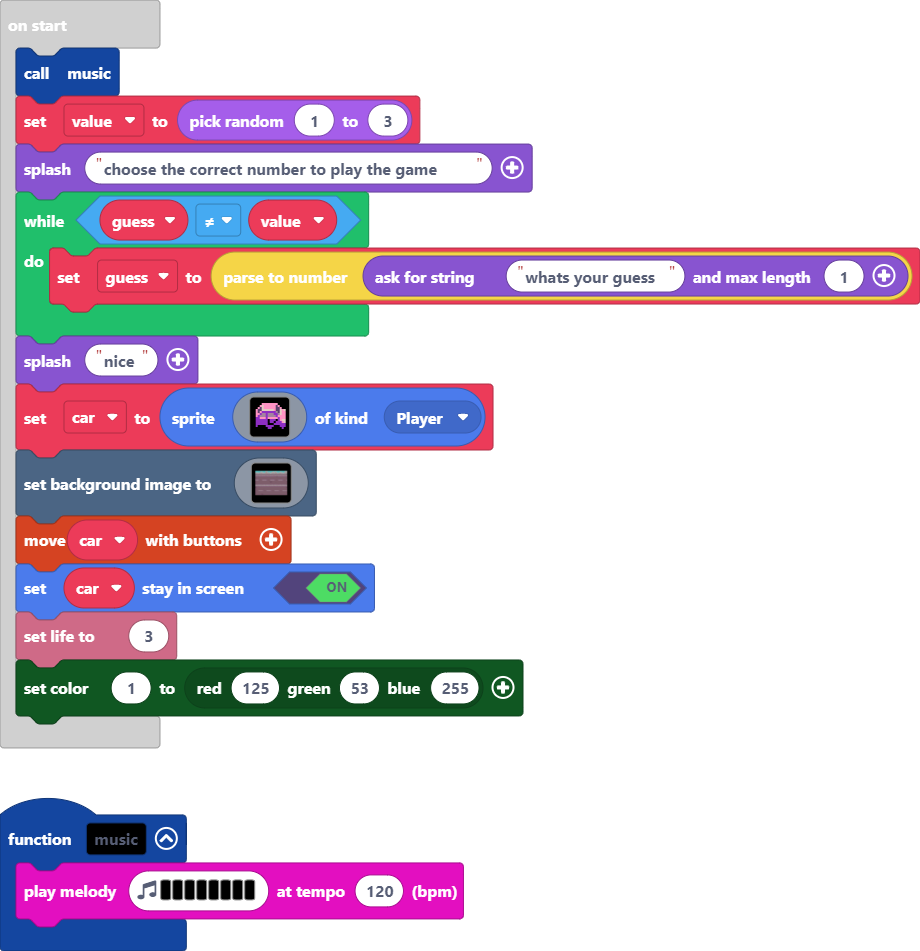 on start
call music
set value to pick random 1 to 3
splash "choose the correct number to play the game "
while guess ≠ value
do set guess to parse to number ask for string "whats your guess " and max length 1
splash "nice "
set car to sprite of kind Player
set background image to
move car with buttons
set car stay in screen ON
set life to 3
set color 1 to red 125 green 53 blue 255
function music
play melody at tempo 120 (bpm)